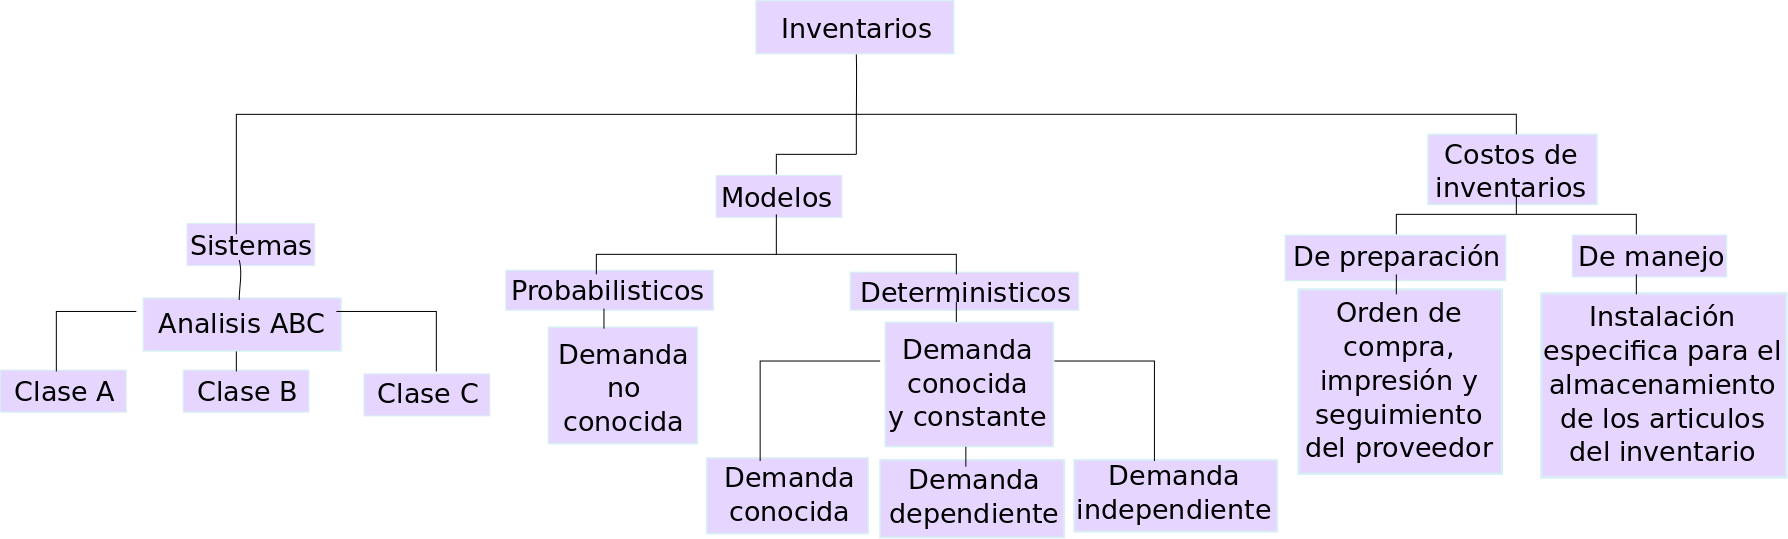 Inventarios
Sistemas
Analisis ABC
Clase A
Clase B
Clase C
Modelos
Probabilisticos
Demanda
no
conocida
Deterministicos
Demanda
conocida
y constante
Demanda
conocida
Demanda
dependiente
Demanda
independiente
Costos de
inventarios
De preparación
Orden de
compra,
impresión y
seguimiento
del proveedor
De manejo
Instalación
especifica para el
almacenamiento
de los articulos
del inventario